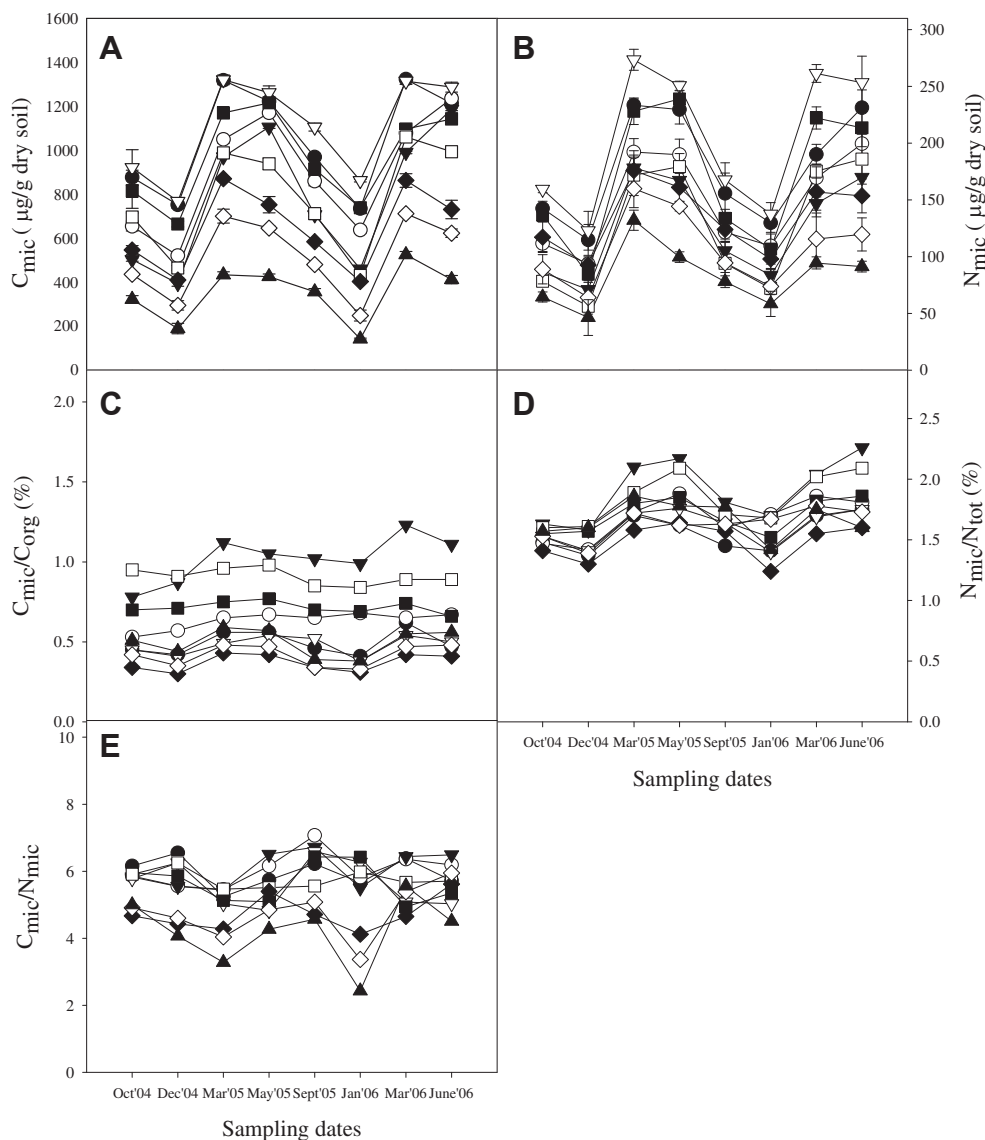 A
1600
1400
1200
1000
800
600
400
200
0
Cmic ( µg/g dry soil)
B
300
250
200
150
100
50
0
Nmic ( µg/g dry soil)
C
2.0
1.5
1.0
0.5
0.0
Cmic/Corg (%)
D
2.5
2.0
1.5
1.0
0.5
0.0
Nmic/Ntot (%)
Oct'04 Dec'04 Mar'05 May'05 Sept'05 Jan'06 Mar'06 June'06
Sampling dates
E
10
8
6
4
2
0
Cmic/Nmic
Oct'04 Dec'04 Mar'05 May'05 Sept'05 Jan'06 Mar'06 June'06
Sampling dates